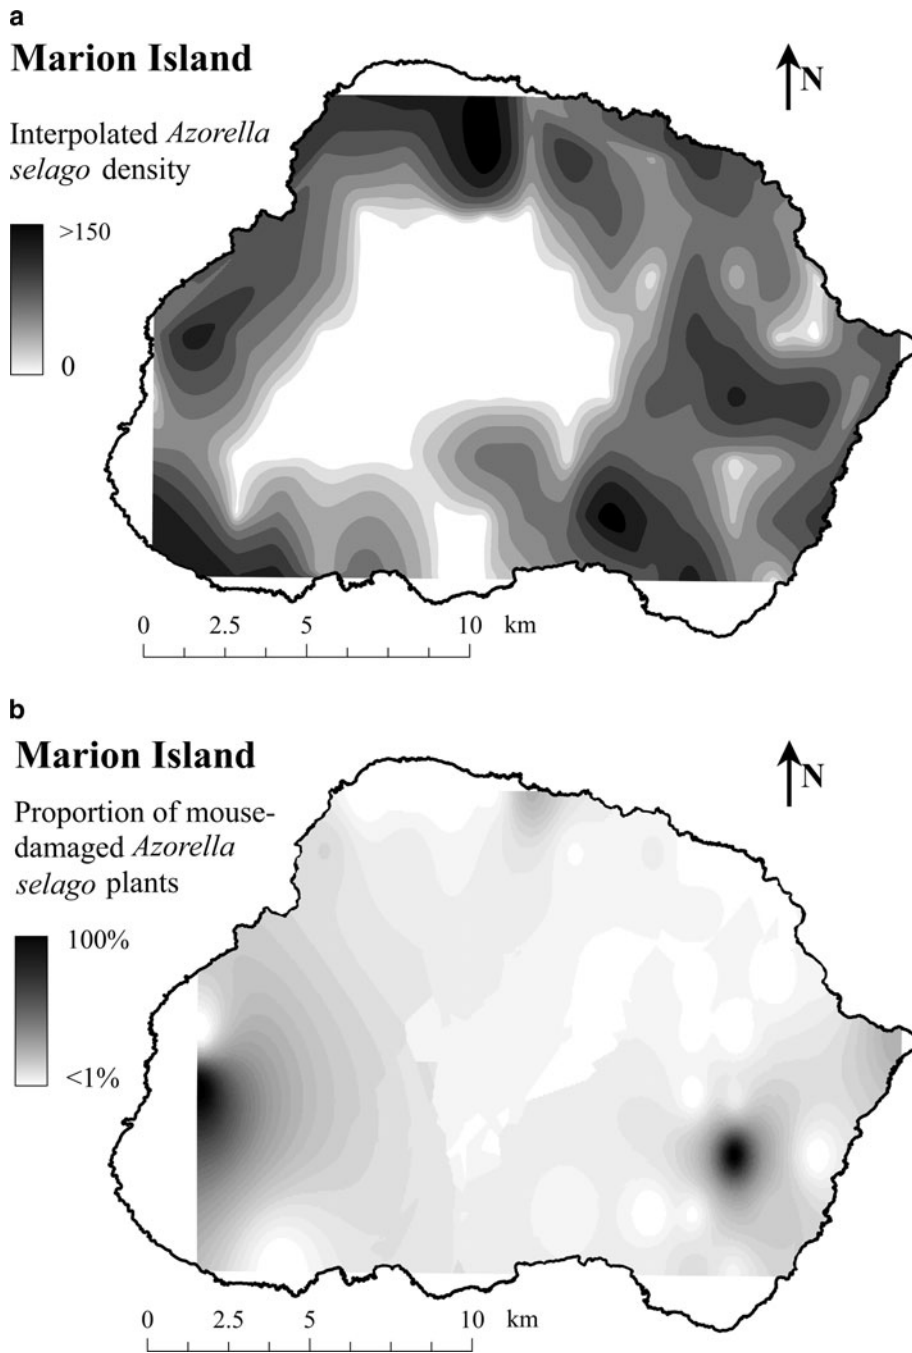 a
Marion Island
Interpolated Azorella
selago density
>150
0
N
0 2.5 5 10 km
b
Marion Island
Proportion of mouse-
damaged Azorella
selago plants
100%
<1%
N
0 2.5 5 10 km